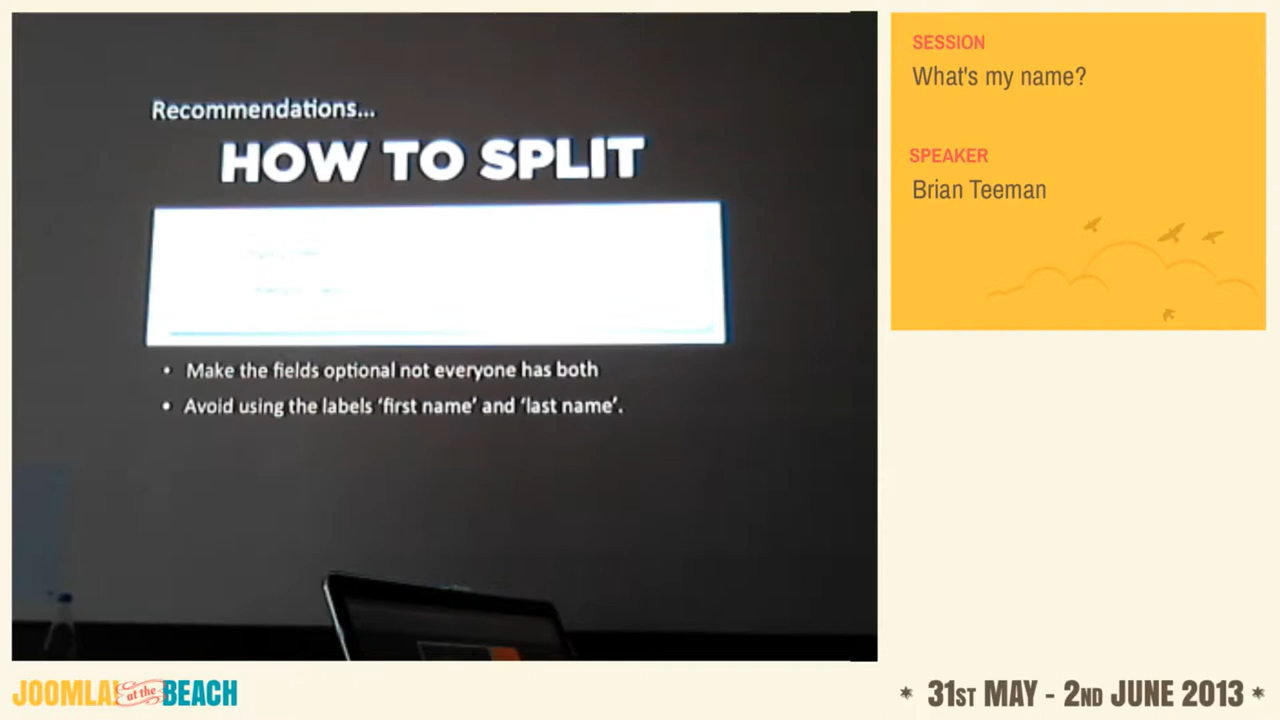 Recommendations...
HOW TO SPLIT
• Make the fields optional not everyone has both
• Avoid using the labels ‘first name’ and ‘last name’.
SESSION
What's my name?
SPEAKER
Brian Teeman
JOOMLA! at the BEACH
* 31ST MAY - 2ND JUNE 2013 *